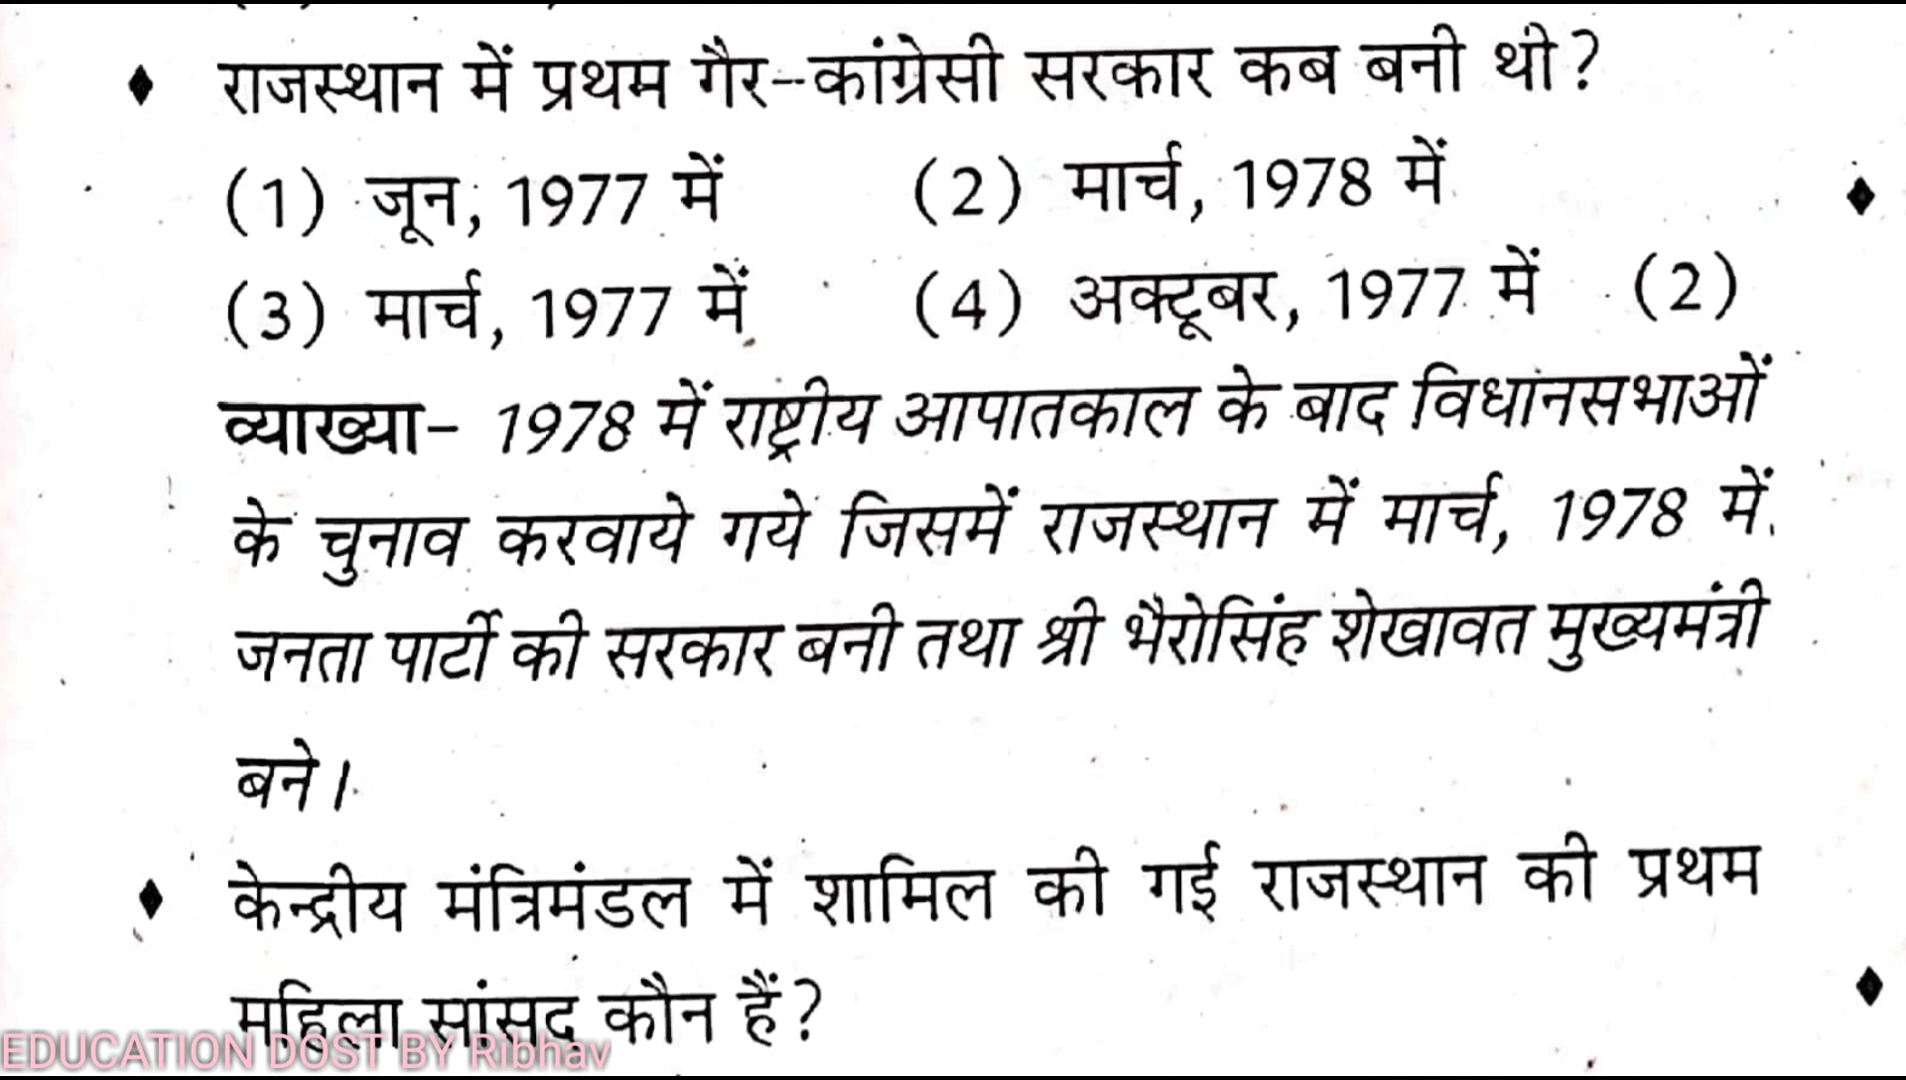 ♦ राजस्थान में प्रथम गैर-कांग्रेसी सरकार कब बनी थी?
(1) जून, 1977 में (2) मार्च, 1978 में
(3) मार्च, 1977 में (4) अक्टूबर, 1977 में (2)
व्याख्या- 1978 में राष्ट्रीय आपातकाल के बाद विधानसभाओं
के चुनाव करवाये गये जिसमें राजस्थान में मार्च, 1978 में
जनता पार्टी की सरकार बनी तथा श्री भैरोसिंह शेखावत मुख्यमंत्री
बने।
♦ केन्द्रीय मंत्रिमंडल में शामिल की गई राजस्थान की प्रथम
महिला सांसद कौन हैं?
EDUCATION DOST BY Ribhav